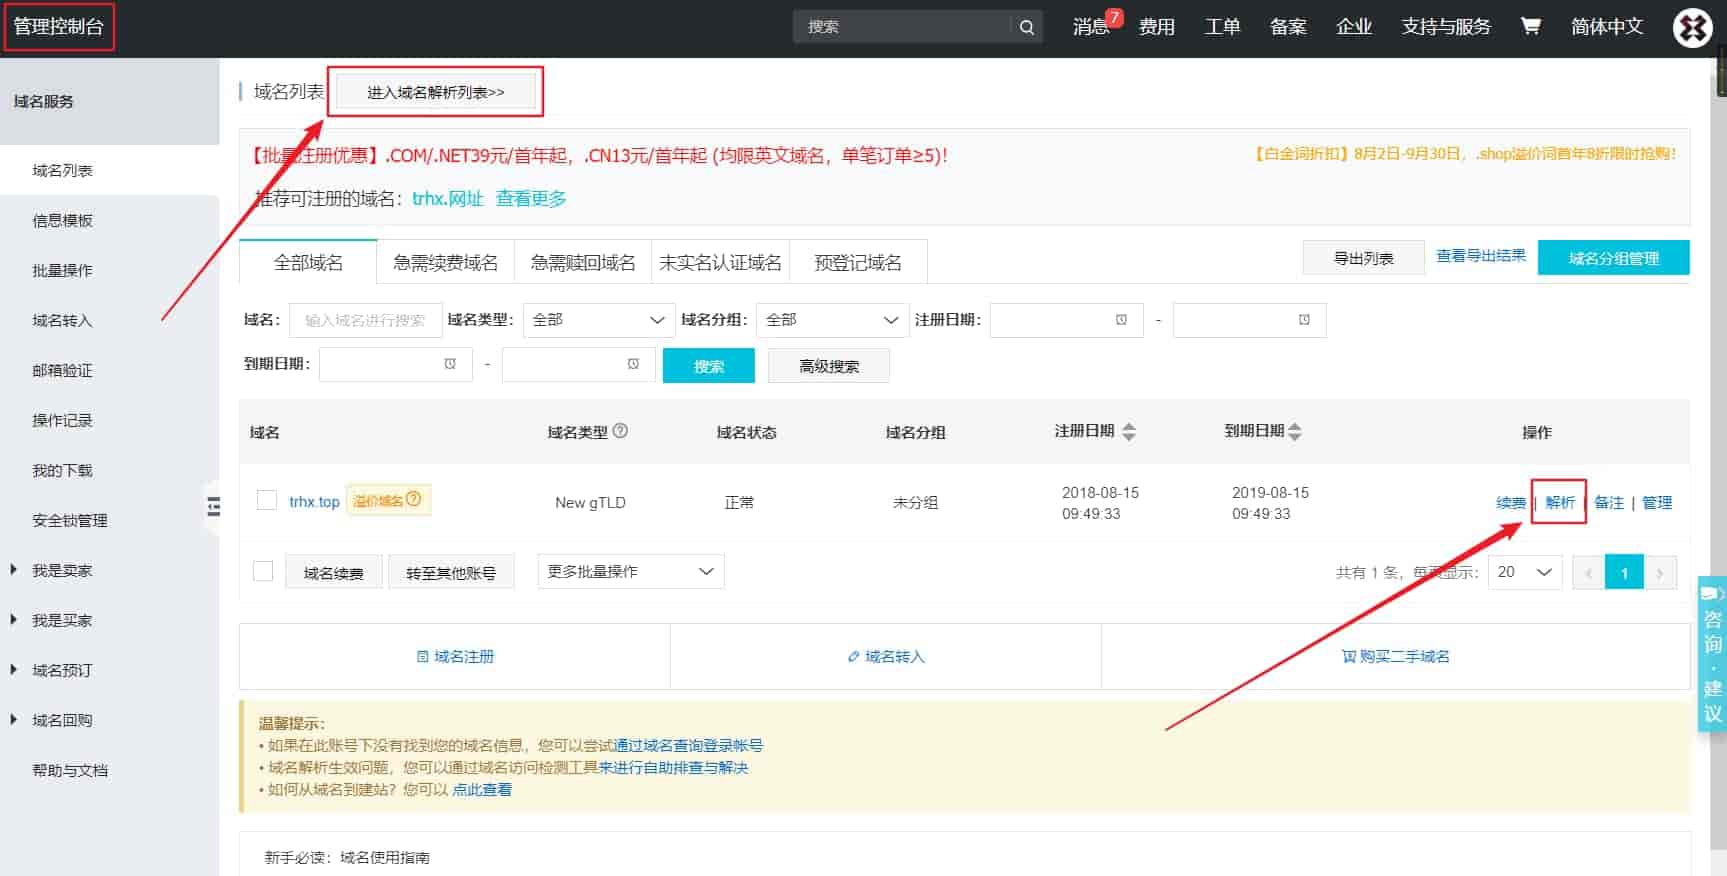 管理控制台
搜索
消息 7 费用 工单 备案 企业 支持与服务 简体中文
域名服务
域名列表
信息模板
批量操作
域名转入
邮箱验证
操作记录
我的下载
安全锁管理
我是卖家
我是买家
域名预订
域名回购
帮助与文档
域名列表 进入域名解析列表>>
【批量注册优惠】.COM/.NET39元/首年起，.CN13元/首年起 (均限英文域名，单笔订单≥5)！
【白金词折扣】8月2日-9月30日，.shop溢价词首年8折限时抢购！
推荐可注册的域名：trhx.网址 查看更多
全部域名 急需续费域名 急需赎回域名 未实名认证域名 预登记域名
导出列表 查看导出结果 域名分组管理
域名： 输入域名进行搜索 域名类型： 全部 域名分组： 全部 注册日期： -
到期日期： - 搜索 高级搜索
域名 域名类型 域名状态 域名分组 注册日期 到期日期 操作
trhx.top 溢价域名 New gTLD 正常 未分组 2018-08-15 09:49:33 2019-08-15 09:49:33 续费 | 解析 | 备注 | 管理
域名续费 转至其他账号 更多批量操作 共有 1 条，每页显示： 20 < 1 >
域名注册 域名转入 购买二手域名
温馨提示：
• 如果在此账号下没有找到您的域名信息，您可以尝试通过域名查询登录帐号
• 域名解析生效问题，您可以通过域名访问检测工具来进行自助排查与解决
• 如何从域名到建站？您可以 点此查看
新手必读：域名使用指南
咨询·建议